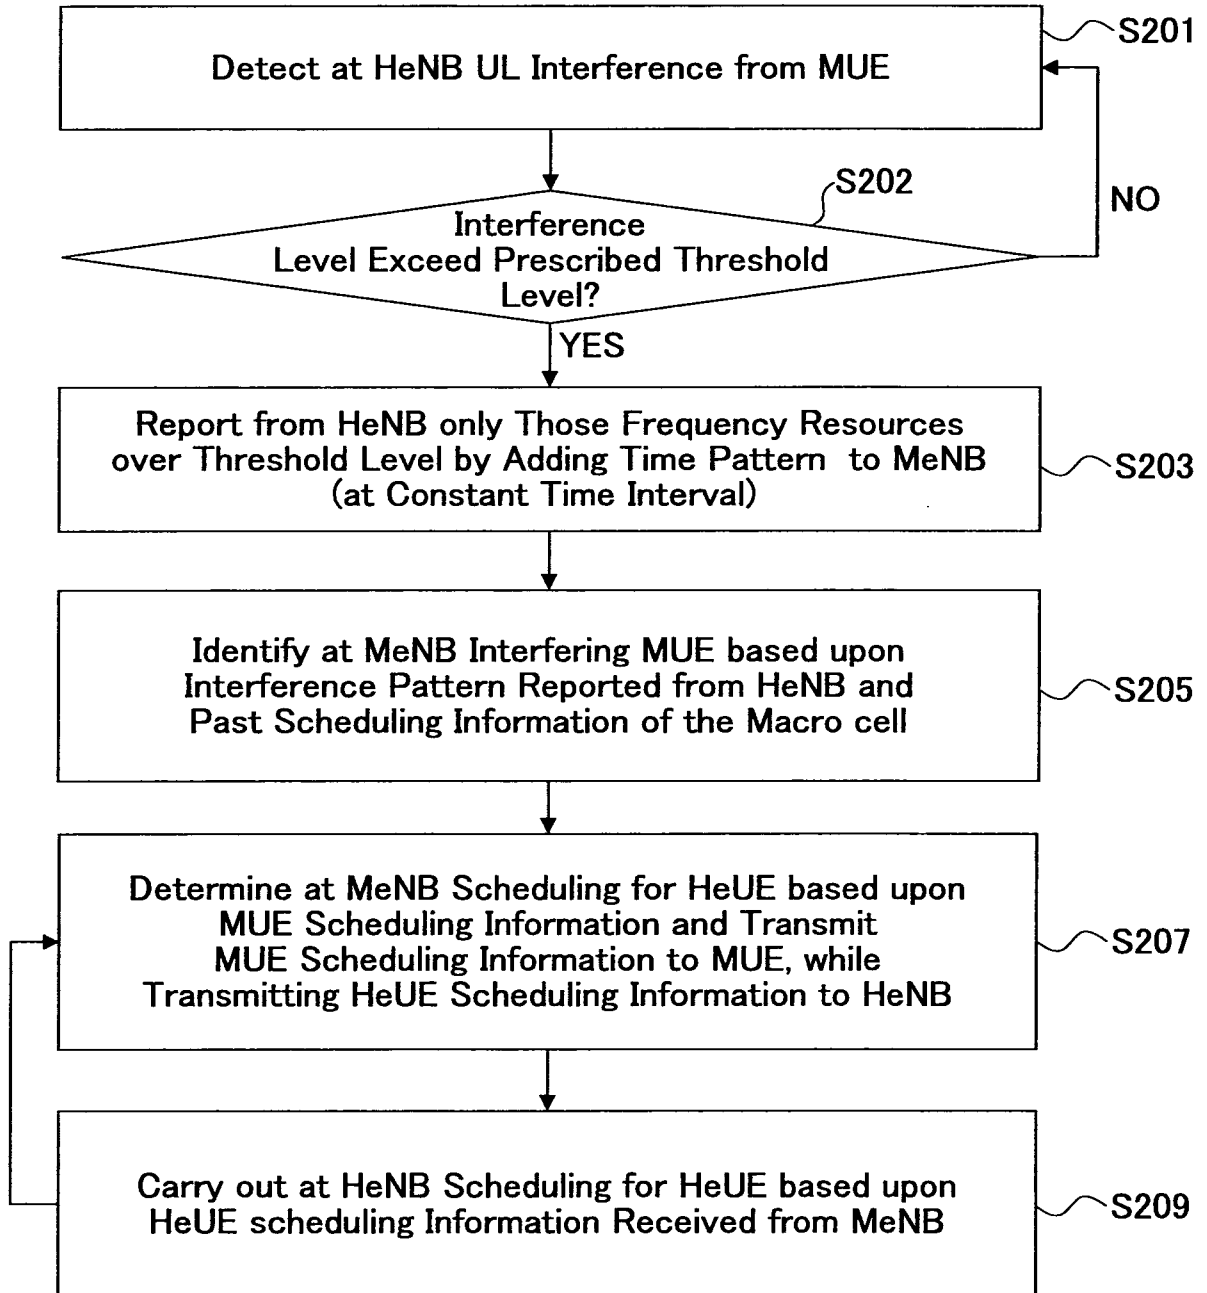 S201
Detect at HeNB UL Interference from MUE
S202
NO
Interference
Level Exceed Prescribed Threshold
Level?
YES
Report from HeNB only Those Frequency Resources
over Threshold Level by Adding Time Pattern to MeNB
(at Constant Time Interval)
S203
Identify at MeNB Interfering MUE based upon
Interference Pattern Reported from HeNB and
Past Scheduling Information of the Macro cell
S205
Determine at MeNB Scheduling for HeUE based upon
MUE Scheduling Information and Transmit
MUE Scheduling Information to MUE, while
Transmitting HeUE Scheduling Information to HeNB
S207
Carry out at HeNB Scheduling for HeUE based upon
HeUE scheduling Information Received from MeNB
S209